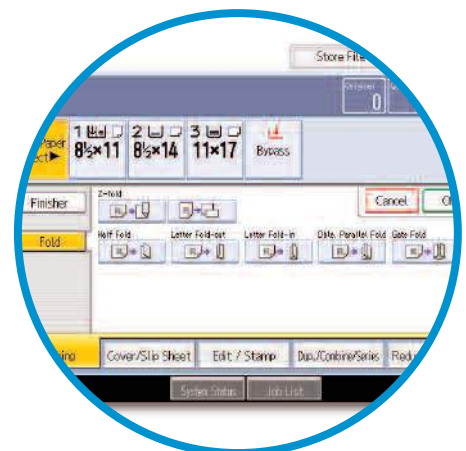 Store File
Original
0
Paper
1 2 3
8½×11 8½×14 11×17 Bypass
Finisher
Z-fold
Cancel
Fold
Half Fold Letter Fold-out Letter Fold-in Dble. Parallel Fold Gate Fold
Cover/Slip Sheet Edit / Stamp Dup./Combine/Series
System Status Job List